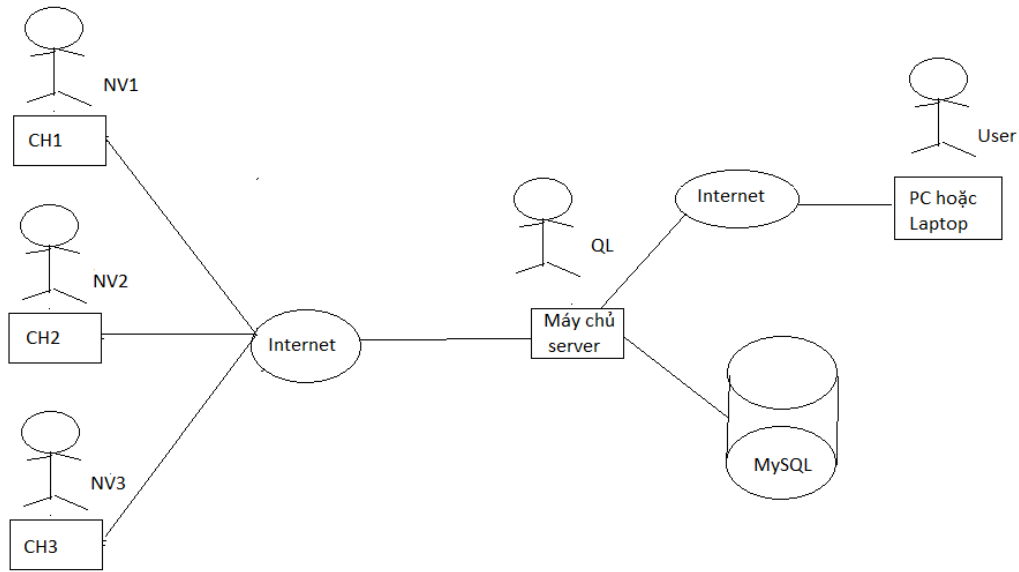 NV1
CH1
NV2
CH2
NV3
CH3
Internet
QL
Máy chủ
server
Internet
User
PC hoặc
Laptop
MySQL